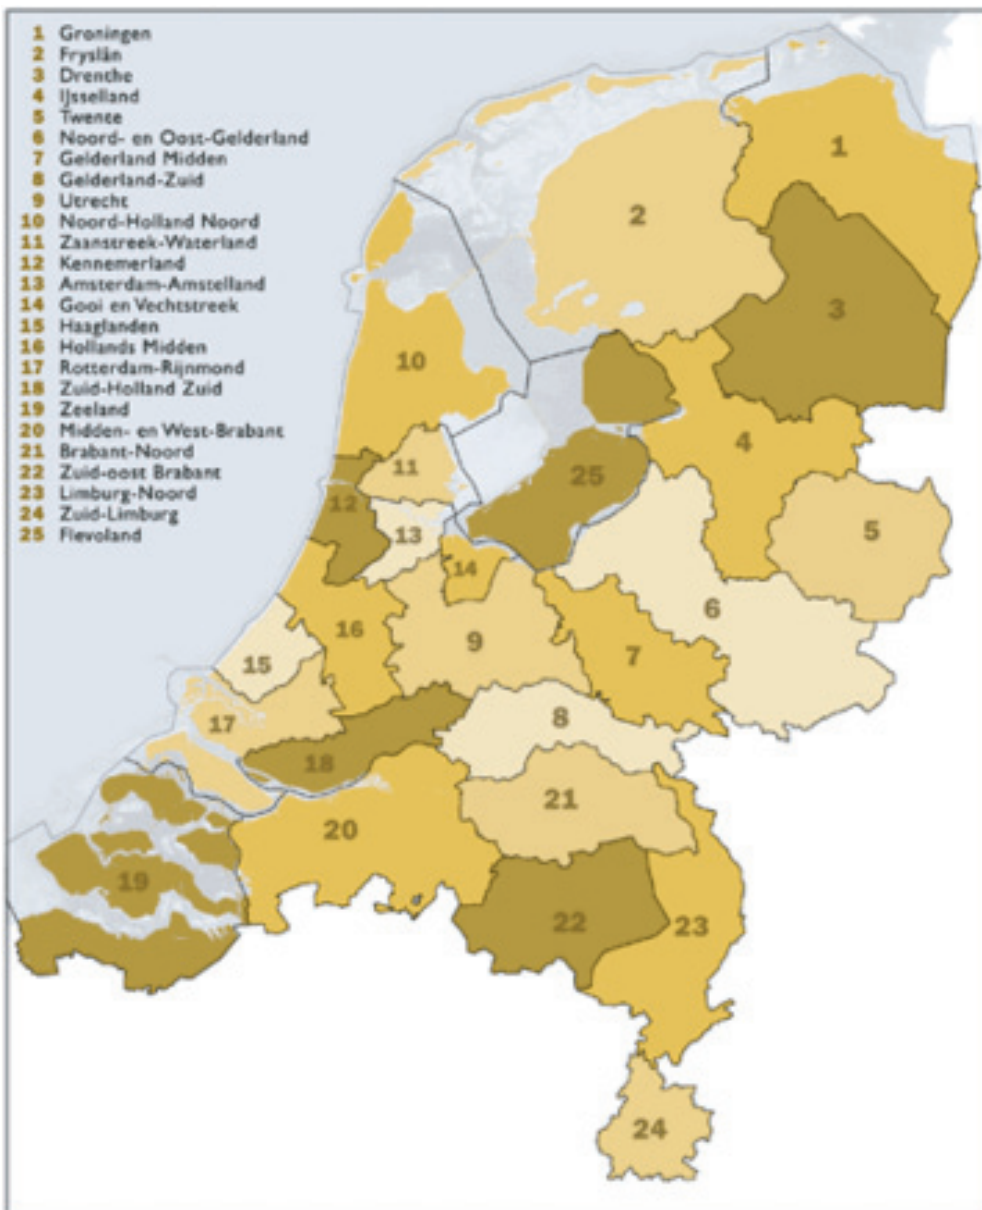 1 Groningen
2 Fryslân
3 Drenthe
4 IJsselland
5 Twente
6 Noord- en Oost-Gelderland
7 Gelderland Midden
8 Gelderland-Zuid
9 Utrecht
10 Noord-Holland Noord
11 Zaanstreek-Waterland
12 Kennemerland
13 Amsterdam-Amstelland
14 Gooi en Vechtstreek
15 Haaglanden
16 Hollands Midden
17 Rotterdam-Rijnmond
18 Zuid-Holland Zuid
19 Zeeland
20 Midden- en West-Brabant
21 Brabant-Noord
22 Zuid-oost Brabant
23 Limburg-Noord
24 Zuid-Limburg
25 Flevoland
1
2
3
10
4
11
25
12
5
13
14
6
16
9
7
15
8
17
18
21
20
19
22
23
24